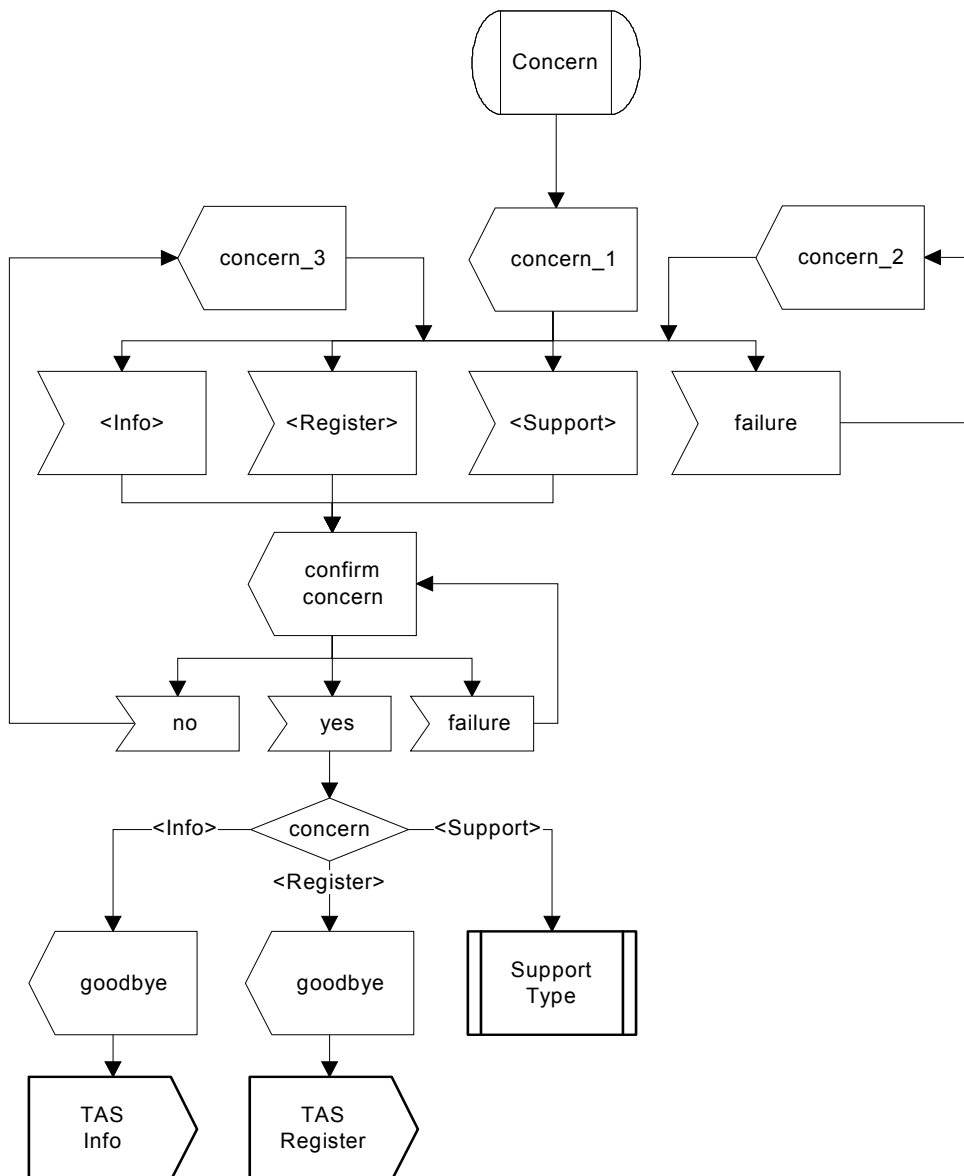 Concern
concern_3
concern_1
concern_2
<Info>
<Register>
<Support>
failure
confirm
concern
no
yes
failure
<Info>
concern
<Support>
<Register>
goodbye
goodbye
Support
Type
TAS
Info
TAS
Register